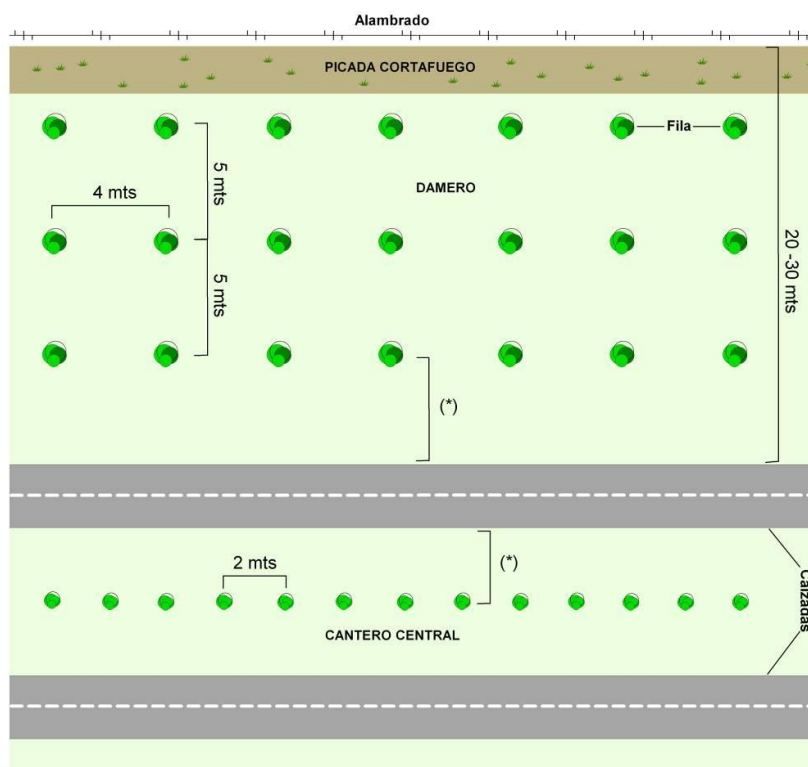 Alambrado
PICADA CORTAFUEGO
Fila
5 mts
4 mts
DAMERO
20 -30 mts
5 mts
(*)
2 mts
(*)
Calzadas
CANTERO CENTRAL